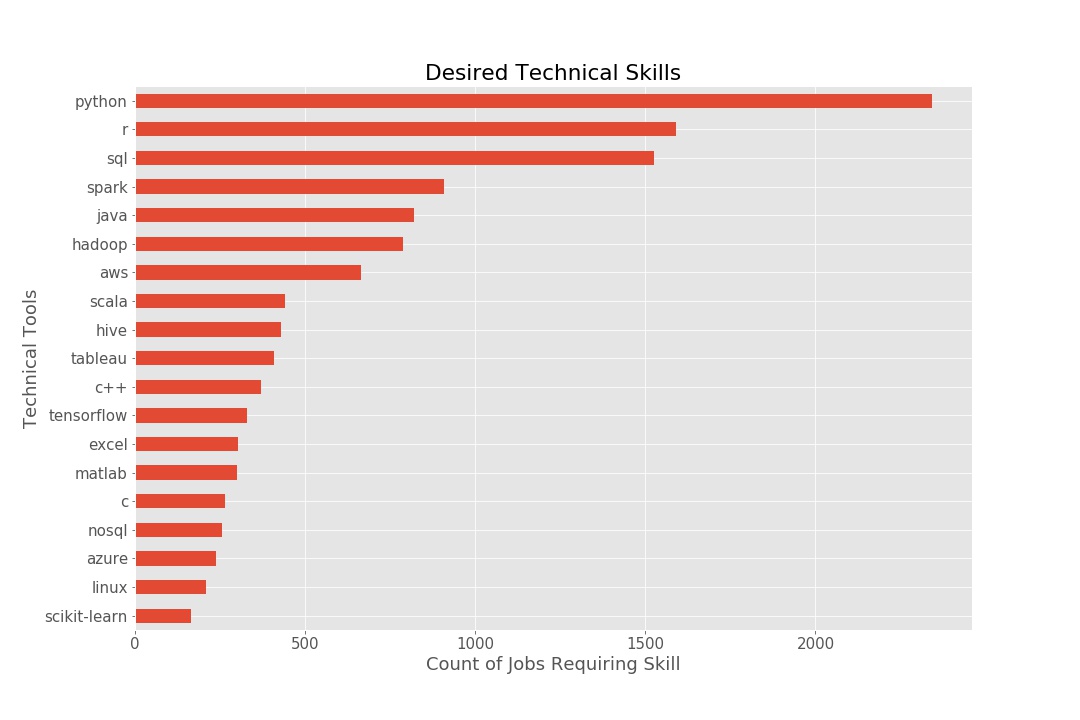 Desired Technical Skills
python
r
sql
spark
java
hadoop
aws
scala
hive
tableau
c++
tensorflow
excel
matlab
c
nosql
azure
linux
scikit-learn
Technical Tools
0 500 1000 1500 2000
Count of Jobs Requiring Skill